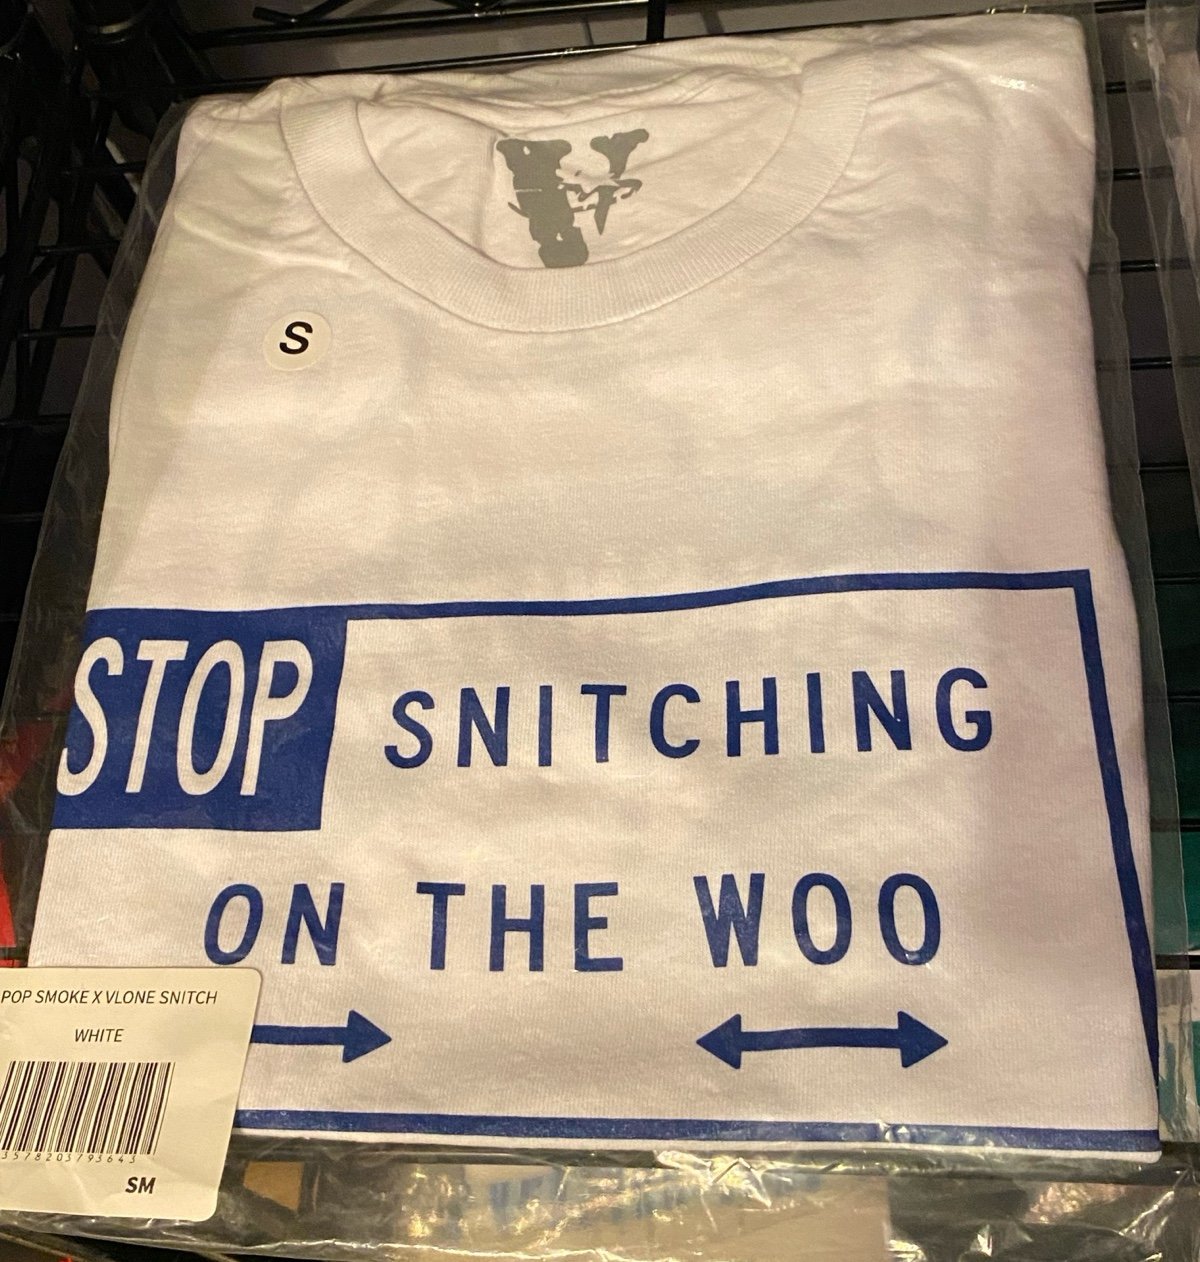 V
S
STOP SNITCHING
ON THE WOO
POP SMOKE X VLONE SNITCH
WHITE
SM